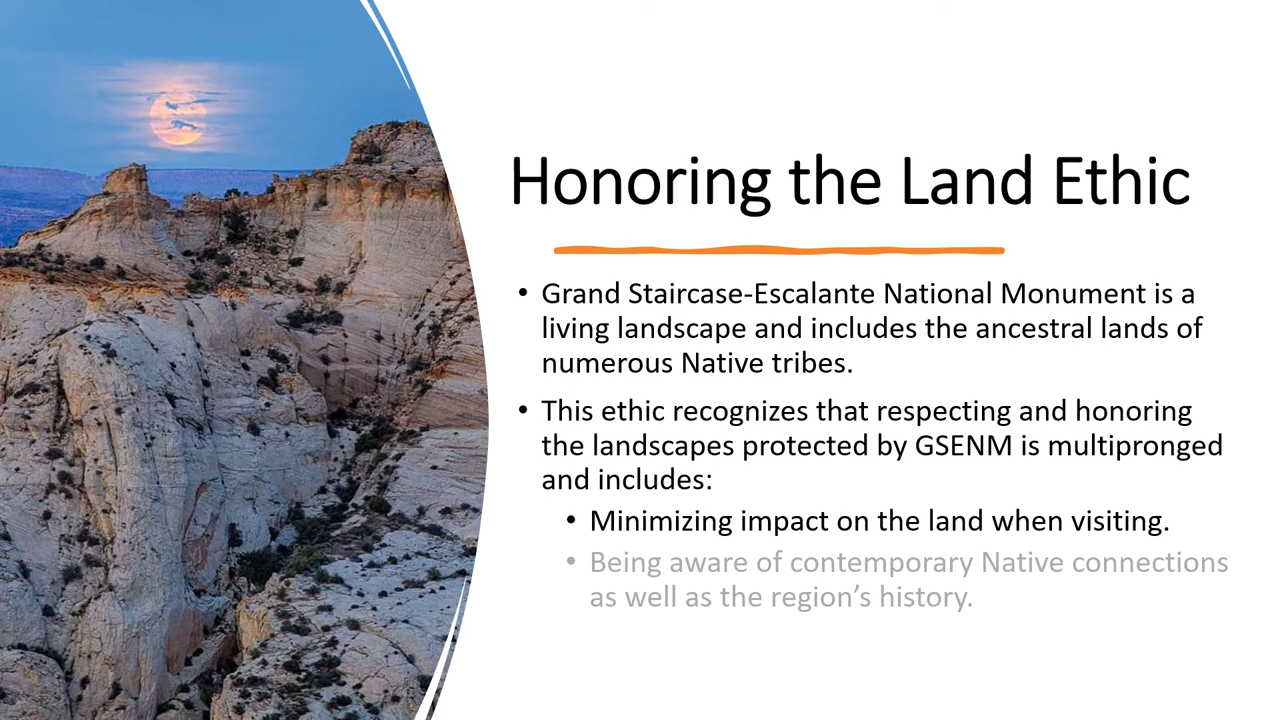 Honoring the Land Ethic
• Grand Staircase-Escalante National Monument is a
living landscape and includes the ancestral lands of
numerous Native tribes.
• This ethic recognizes that respecting and honoring
the landscapes protected by GSENM is multipronged
and includes:
• Minimizing impact on the land when visiting.
• Being aware of contemporary Native connections
as well as the region’s history.